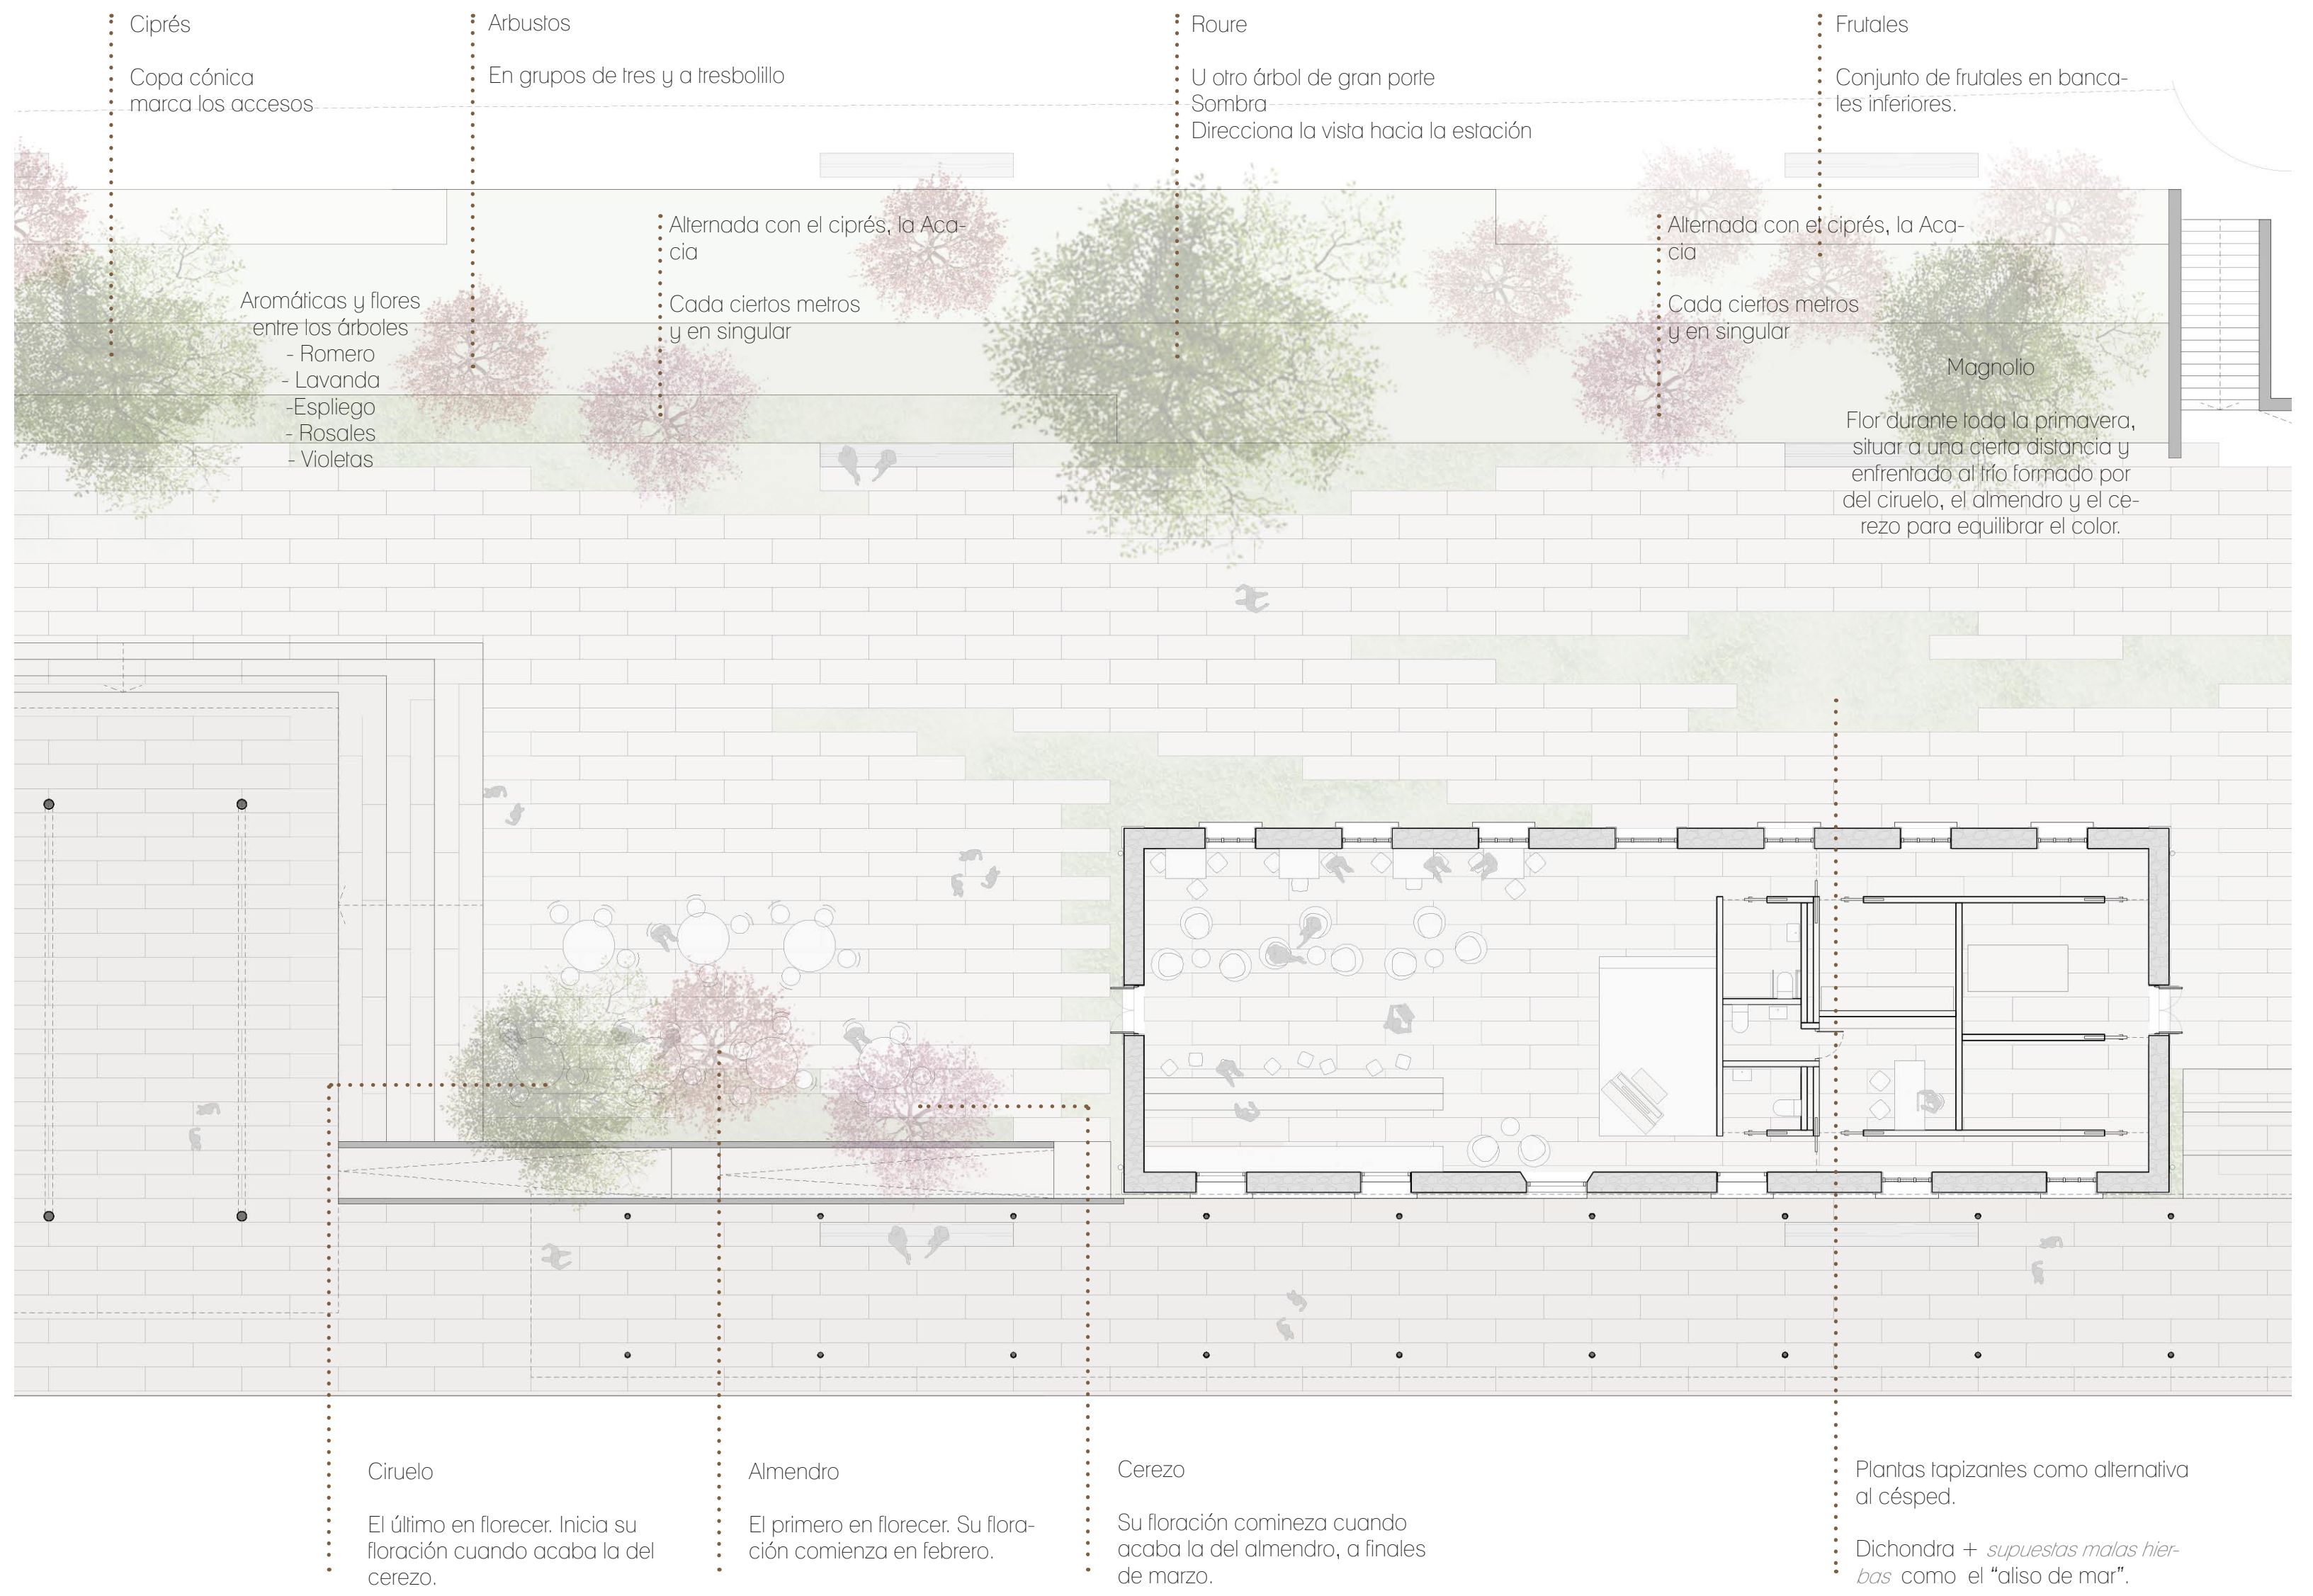 Ciprés
Copa cónica
marca los accesos
Arbustos
En grupos de tres y a tresbolillo
Roure
U otro árbol de gran porte
Sombra
Direcciona la vista hacia la estación
Frutales
Conjunto de frutales en banca-
les inferiores.
Aromáticas y flores
entre los árboles
- Romero
- Lavanda
-Espliego
- Rosales
- Violetas
Alternada con el ciprés, la Aca-
cia
Cada ciertos metros
y en singular
Alternada con el ciprés, la Aca-
cia
Cada ciertos metros
y en singular
Magnolio
Flor durante toda la primavera,
situar a una cierta distancia y
enfrentado al trío formado por
del ciruelo, el almendro y el ce-
rezo para equilibrar el color.
Ciruelo
El último en florecer. Inicia su
floración cuando acaba la del
cerezo.
Almendro
El primero en florecer. Su flora-
ción comienza en febrero.
Cerezo
Su floración comineza cuando
acaba la del almendro, a finales
de marzo.
Plantas tapizantes como alternativa
al césped.
Dichondra + supuestas malas hier-
bas como el “aliso de mar”.